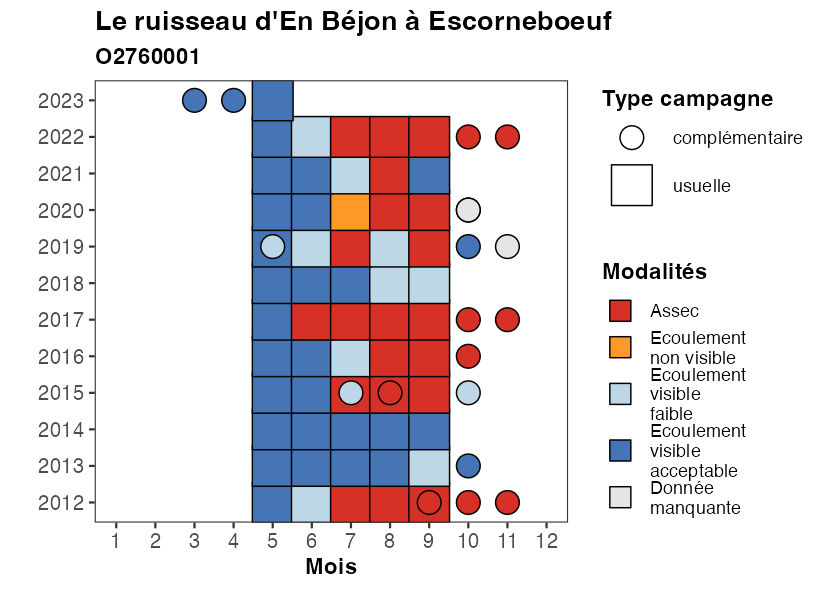 Le ruisseau d'En Béjon à Escorneboeuf
O2760001
2023
2022
2021
2020
2019
2018
2017
2016
2015
2014
2013
2012
1 2 3 4 5 6 7 8 9 10 11 12
Mois
Type campagne
complémentaire
usuelle
Modalités
Assec
Ecoulement
non visible
Ecoulement
visible
faible
Ecoulement
visible
acceptable
Donnée
manquante